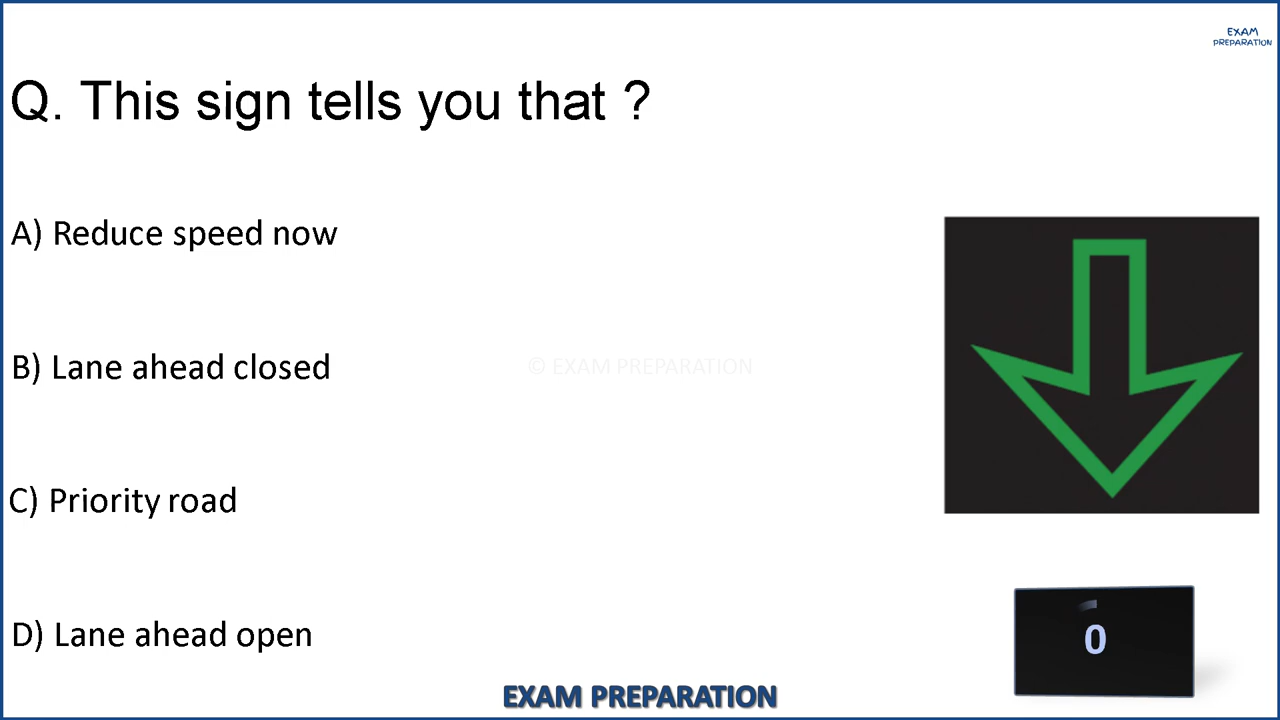 EXAM
PREPARATION
Q. This sign tells you that ?
A) Reduce speed now
B) Lane ahead closed
© EXAM PREPARATION
C) Priority road
D) Lane ahead open
0
EXAM PREPARATION